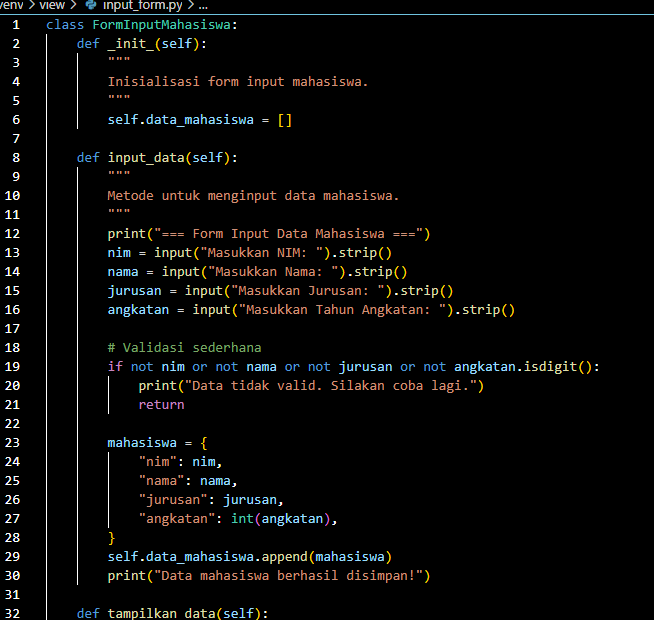 venv > view > input_form.py > ...
1 class FormInputMahasiswa:
2     def _init_(self):
3         """
4         Inisialisasi form input mahasiswa.
5         """
6         self.data_mahasiswa = []
7
8     def input_data(self):
9         """
10         Metode untuk menginput data mahasiswa.
11         """
12         print("=== Form Input Data Mahasiswa ===")
13         nim = input("Masukkan NIM: ").strip()
14         nama = input("Masukkan Nama: ").strip()
15         jurusan = input("Masukkan Jurusan: ").strip()
16         angkatan = input("Masukkan Tahun Angkatan: ").strip()
17
18         # Validasi sederhana
19         if not nim or not nama or not jurusan or not angkatan.isdigit():
20             print("Data tidak valid. Silakan coba lagi.")
21             return
22
23         mahasiswa = {
24             "nim": nim,
25             "nama": nama,
26             "jurusan": jurusan,
27             "angkatan": int(angkatan),
28         }
29         self.data_mahasiswa.append(mahasiswa)
30         print("Data mahasiswa berhasil disimpan!")
31
32     def tampilkan_data(self):